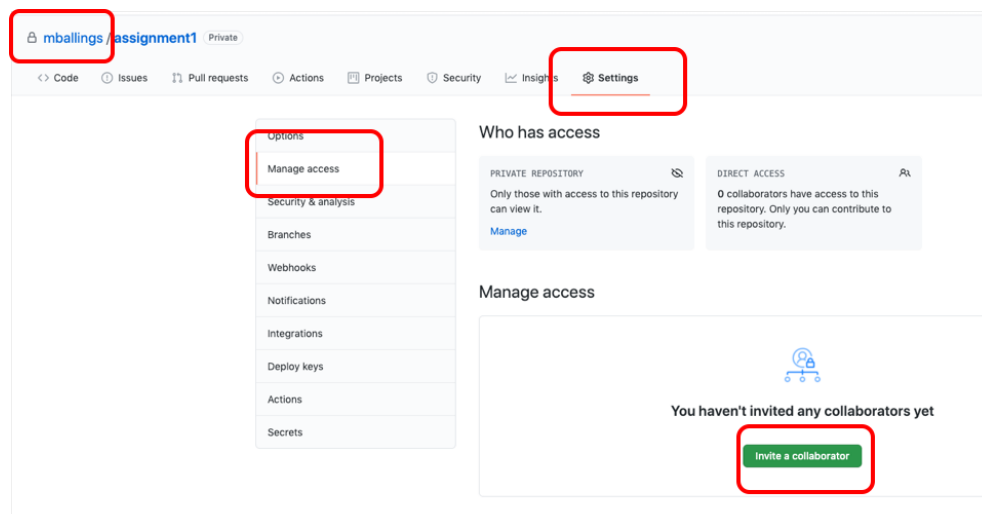 mballings / assignment1 Private
Code Issues Pull requests Actions Projects Security Insights Settings
Options
Manage access
Security & analysis
Branches
Webhooks
Notifications
Integrations
Deploy keys
Actions
Secrets
Who has access
PRIVATE REPOSITORY
Only those with access to this repository
can view it.
Manage
DIRECT ACCESS
0 collaborators have access to this
repository. Only you can contribute to
this repository.
Manage access
You haven't invited any collaborators yet
Invite a collaborator